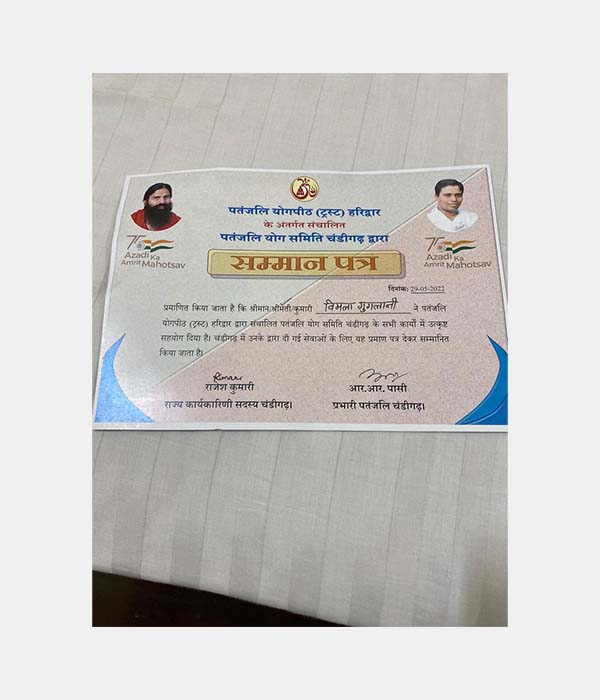 पतंजलि योगपीठ (ट्रस्ट) हरिद्वार
के अंतर्गत संचालित
पतंजलि योग समिति चंडीगढ़ द्वारा
75
Azadi Ka
Amrit Mahotsav
75
Azadi Ka
Amrit Mahotsav
सम्मान पत्र
दिनांक: 29-05-2022
प्रमाणित किया जाता है कि श्रीमान/श्रीमती/कुमारी विमला गुगलानी ने पतंजलि
योगपीठ (ट्रस्ट) हरिद्वार द्वारा संचालित पतंजलि योग समिति चंडीगढ़ के सभी कार्यों में उत्कृष्ट
सहयोग दिया है। चंडीगढ़ में उनके द्वारा दी गई सेवाओं के लिए यह प्रमाण पत्र देकर सम्मानित
किया जाता है।
राजेश कुमारी
आर.आर. पासी
राज्य कार्यकारिणी सदस्य चंडीगढ़।
प्रभारी पतंजलि चंडीगढ़।